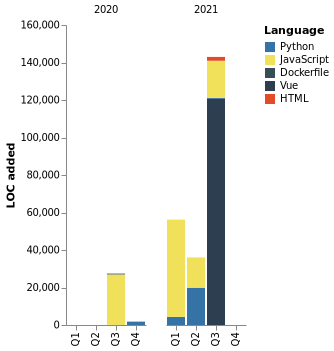 2020 2021
Language
Python
JavaScript
Dockerfile
Vue
HTML
LOC added
160,000
140,000
120,000
100,000
80,000
60,000
40,000
20,000
0
Q1 Q2 Q3 Q4 Q1 Q2 Q3 Q4